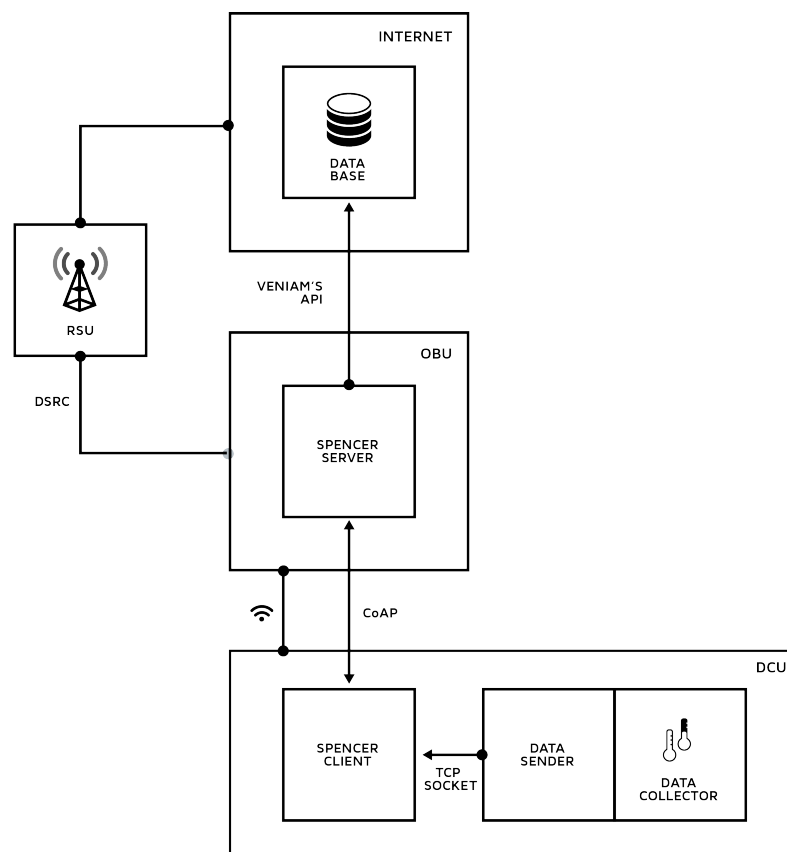 INTERNET
DATA
BASE
VENIAM'S
API
RSU
DSRC
OBU
SPENCER
SERVER
CoAP
DCU
SPENCER
CLIENT
TCP
SOCKET
DATA
SENDER
DATA
COLLECTOR